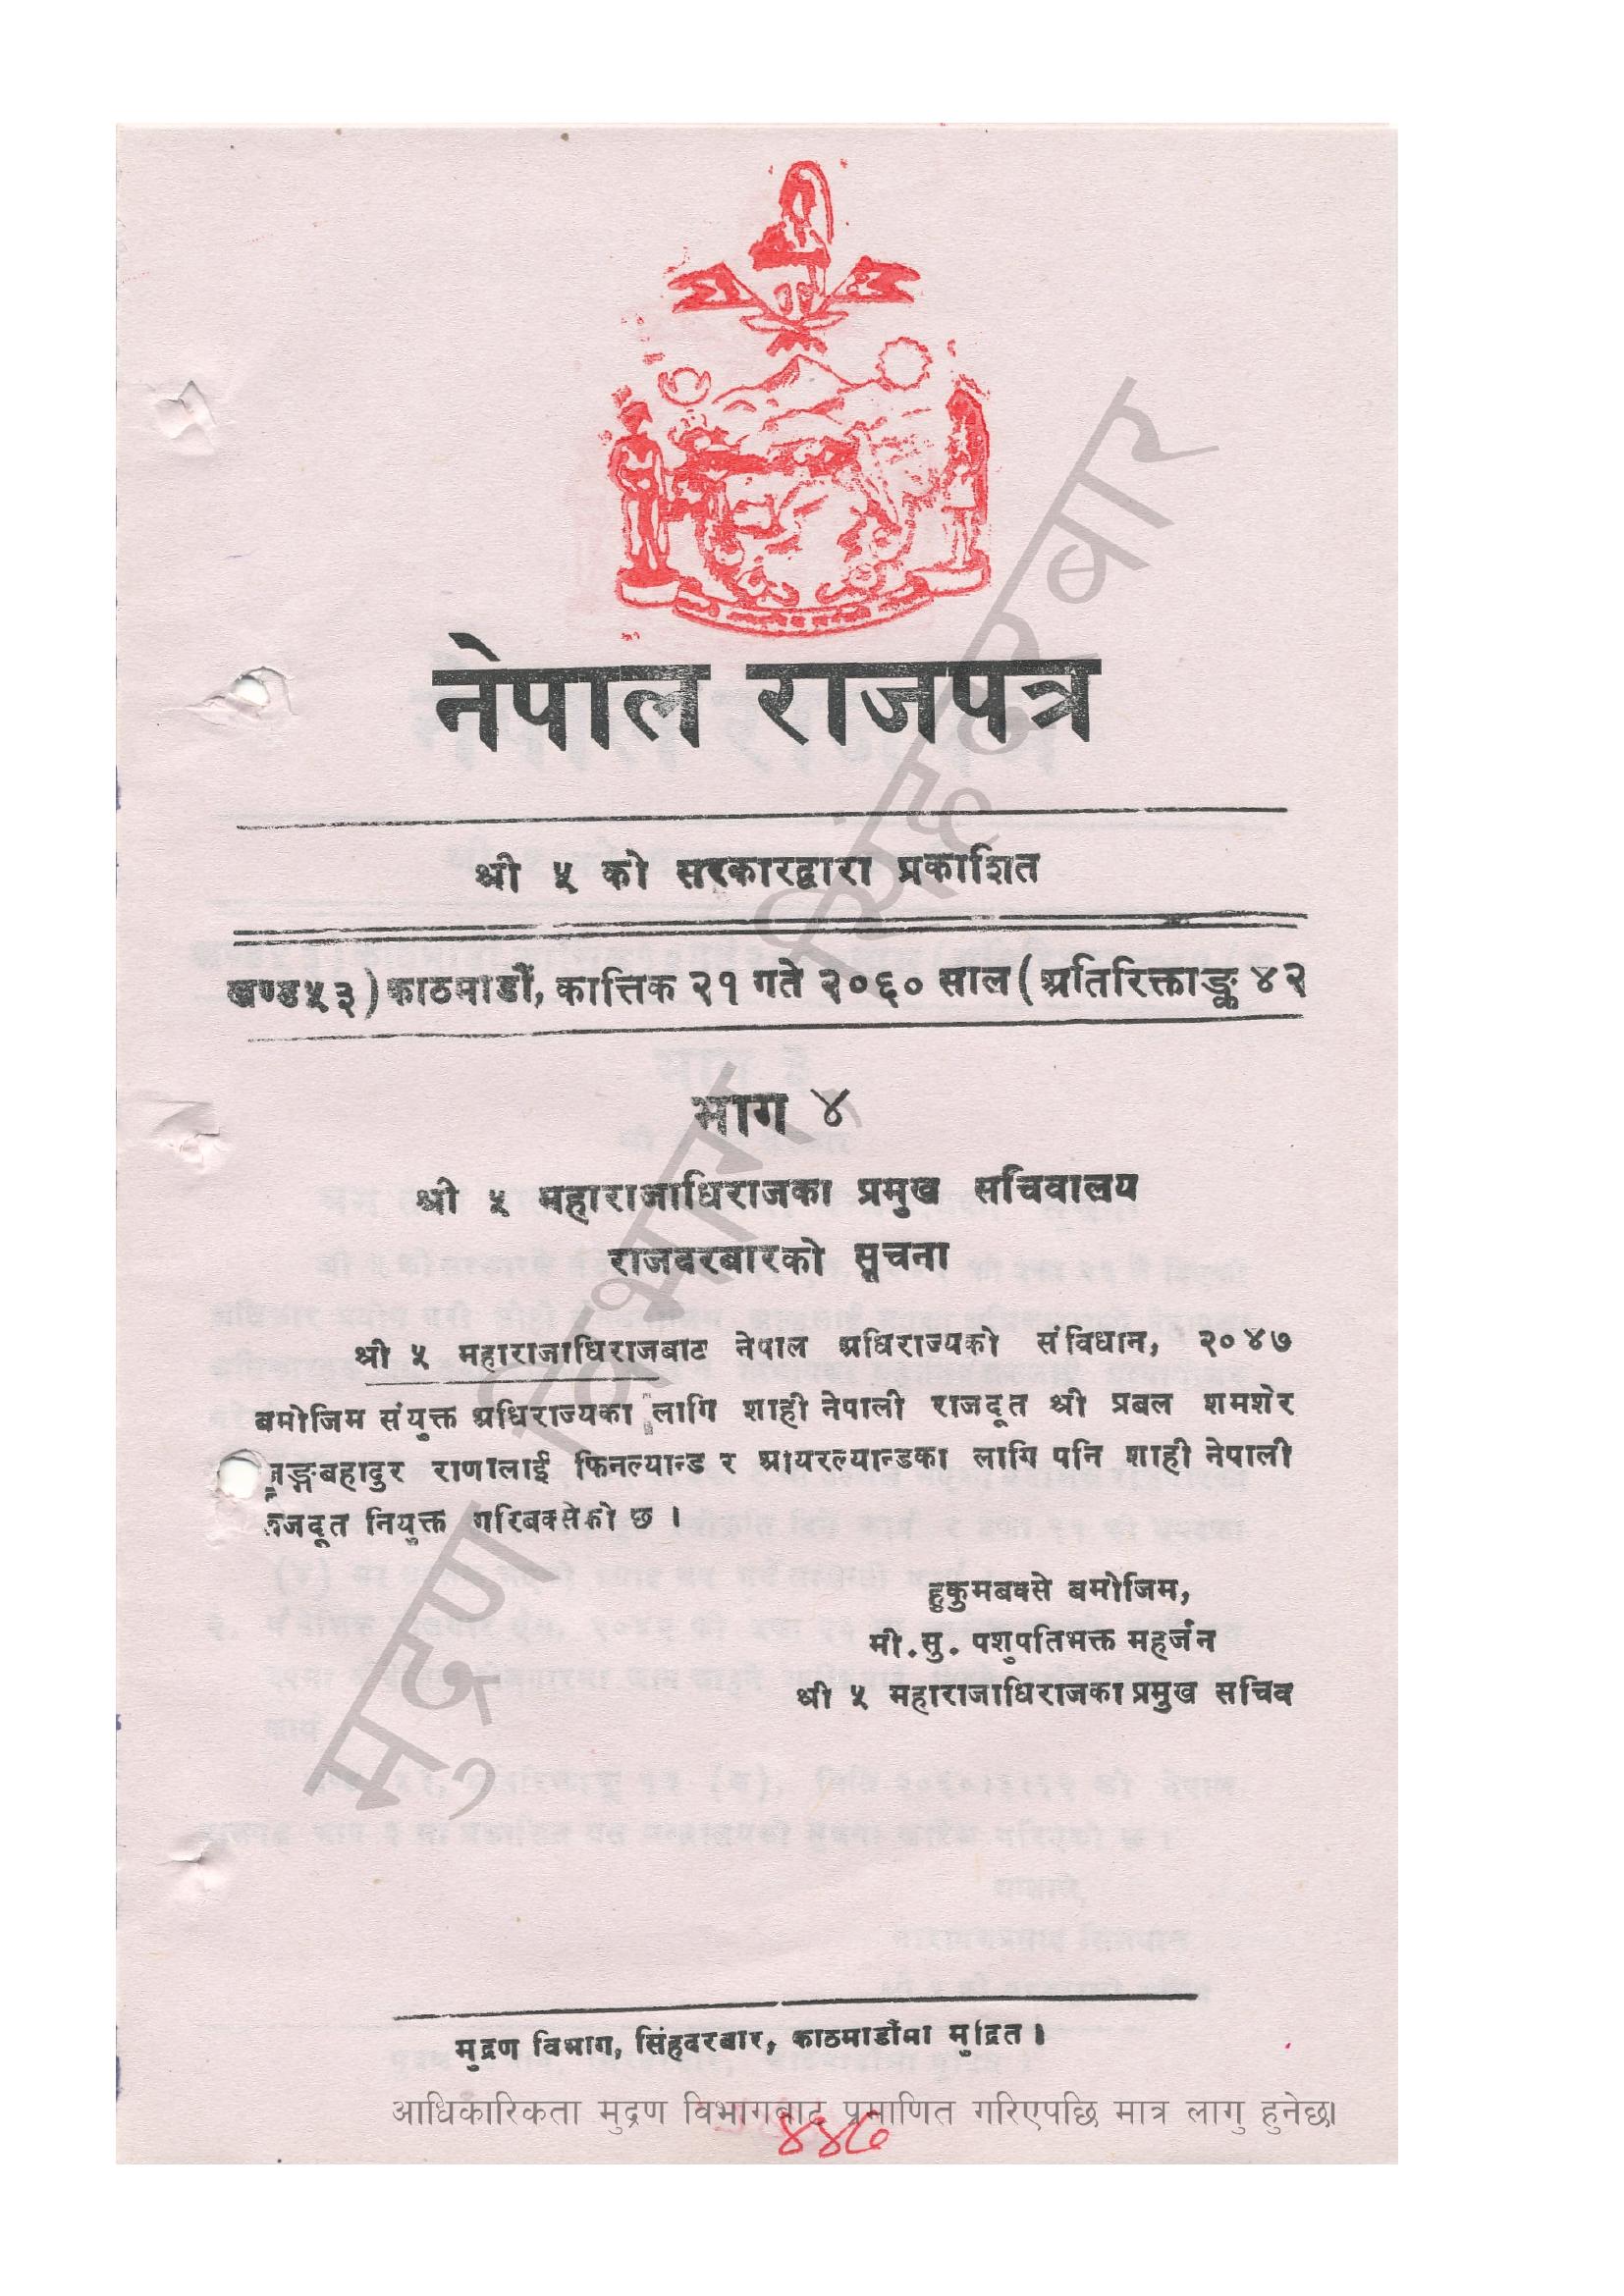 नेपाल राजपत्र
श्री ५ को सरकारद्वारा प्रकाशित
खण्ड५३) काठमाडौं, कात्तिक २१ गते २०६० साल (अतिरिक्ताङ्क ४२
भाग ४
श्री ५ महाराजाधिराजका प्रमुख सचिवालय
राजदरबारको सूचना
श्री ५ महाराजाधिराजबाट नेपाल अधिराज्यको संविधान, २०४७
बमोजिम संयुक्त अधिराज्यका लागि शाही नेपाली राजदूत श्री प्रबल शमशेर
जङ्गबहादुर राणालाई फिनल्यान्ड र आयरल्यान्डका लागि पनि शाही नेपाली
राजदूत नियुक्त गरिबक्सेको छ ।
हुकुमबक्से बमोजिम,
मी.सु. पशुपतिभक्त महर्जन
श्री ५ महाराजाधिराजका प्रमुख सचिव
मुद्रण विभाग, सिंहदरबार, काठमाडौंमा मुद्रित ।
आधिकारिकता मुद्रण विभागबाट प्रमाणित गरिएपछि मात्र लागु हुनेछ।
मुद्रण विभाग, सिंहदरबार